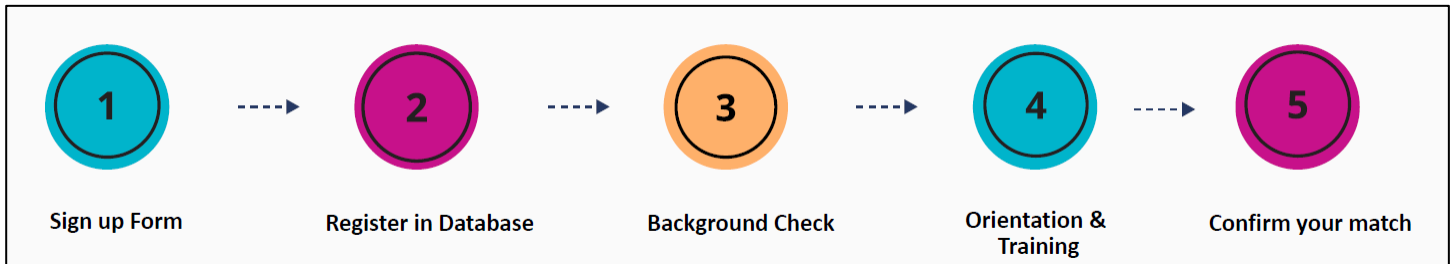 1
2
3
4
5
Sign up Form
Register in Database
Background Check
Orientation &
Training
Confirm your match